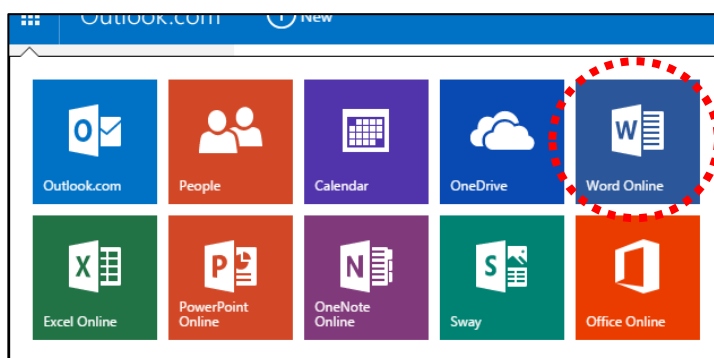 Outlook.com New
O
W
Outlook.com People Calendar OneDrive Word Online
X
P
N
S
Excel Online PowerPoint Online OneNote Online Sway Office Online